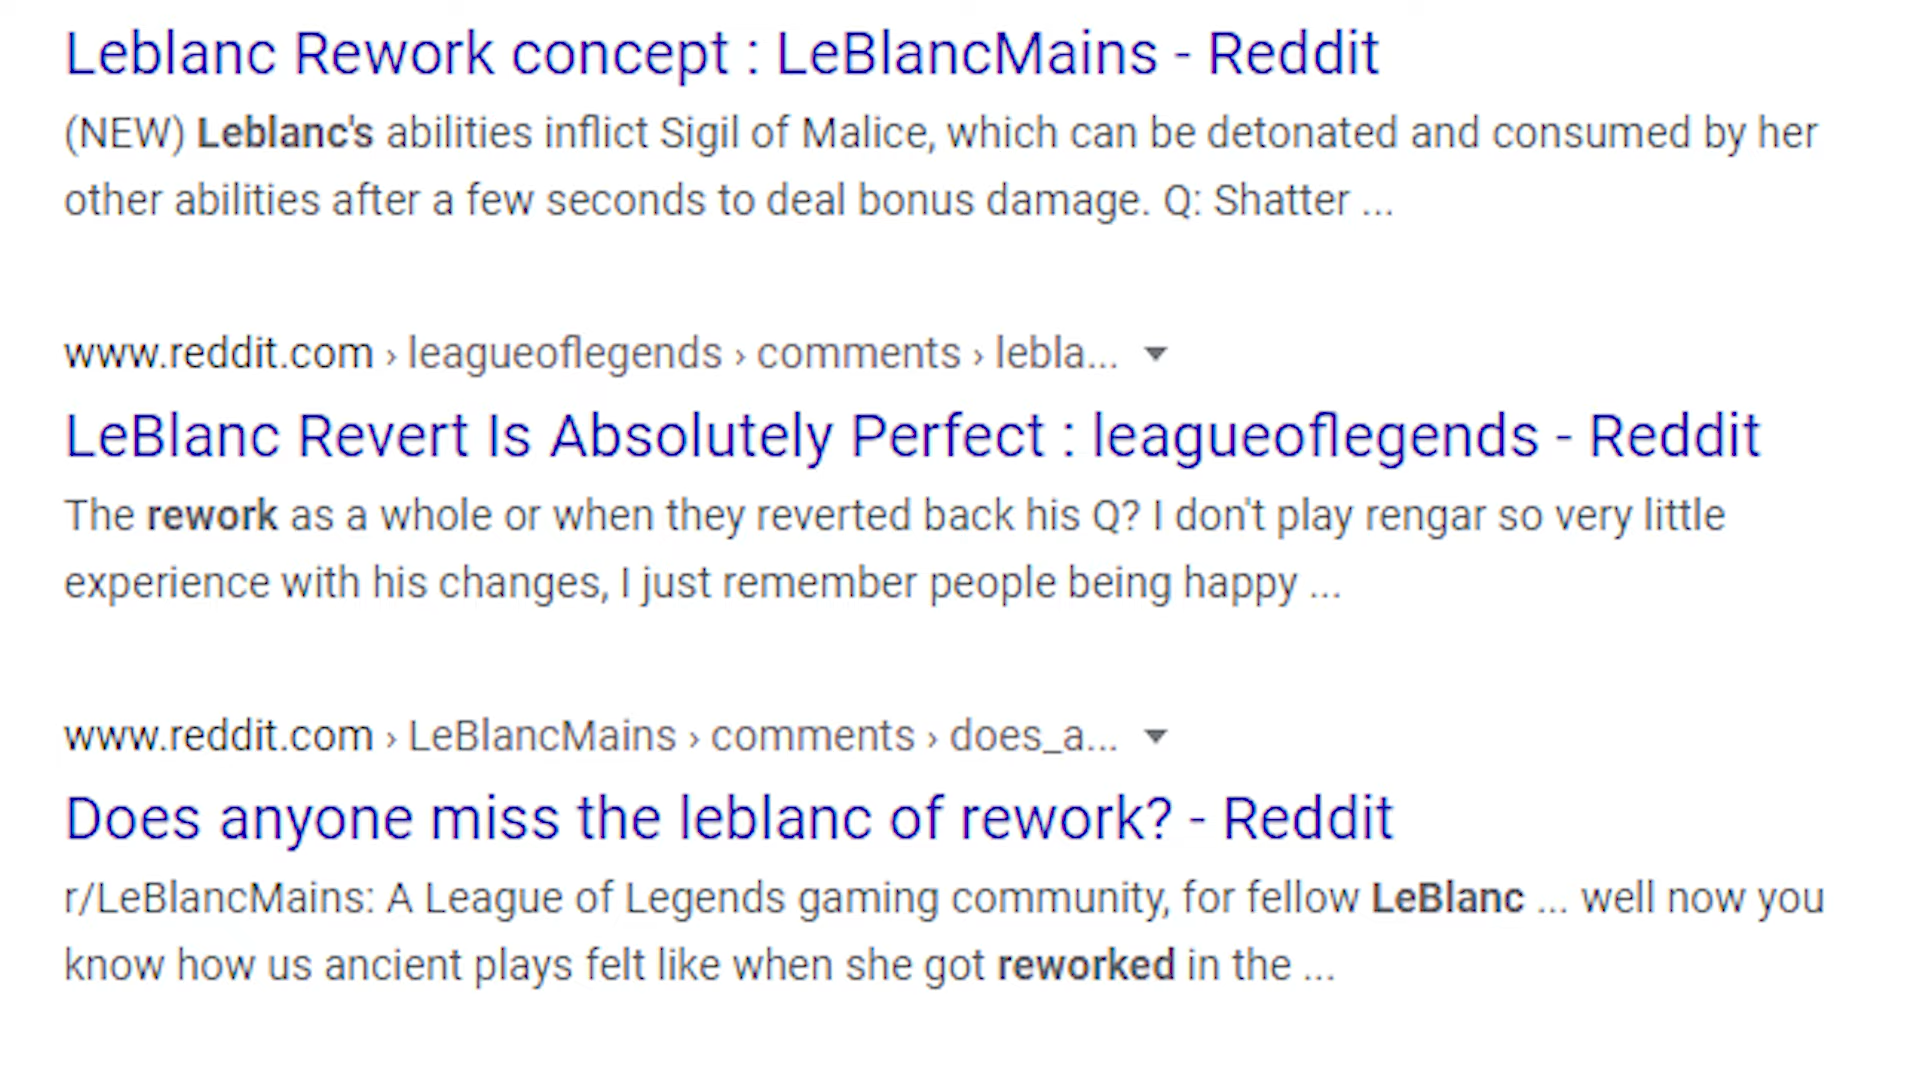 Leblanc Rework concept : LeBlancMains - Reddit
(NEW) Leblanc's abilities inflict Sigil of Malice, which can be detonated and consumed by her
other abilities after a few seconds to deal bonus damage. Q: Shatter ...
www.reddit.com › leagueoflegends › comments › lebla...
LeBlanc Revert Is Absolutely Perfect : leagueoflegends - Reddit
The rework as a whole or when they reverted back his Q? I don't play rengar so very little
experience with his changes, I just remember people being happy ...
www.reddit.com › LeBlancMains › comments › does_a...
Does anyone miss the leblanc of rework? - Reddit
r/LeBlancMains: A League of Legends gaming community, for fellow LeBlanc ... well now you
know how us ancient plays felt like when she got reworked in the ...